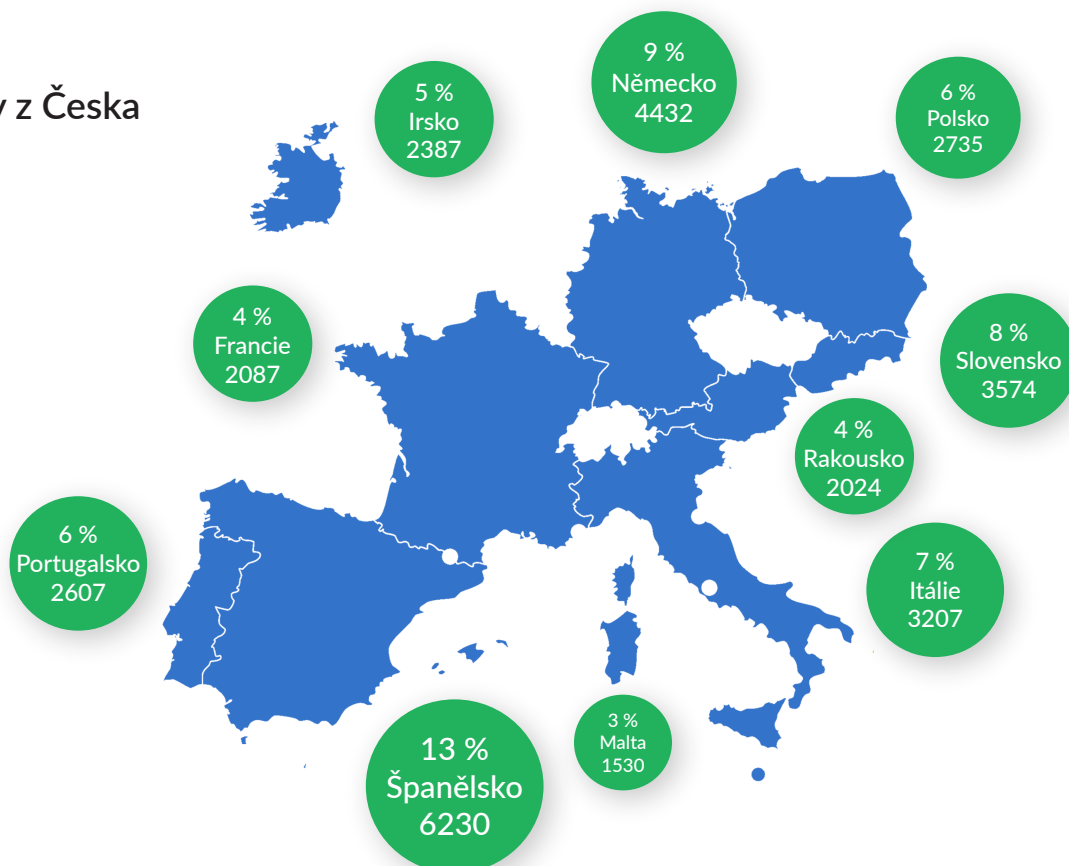 z Česka
9 %
Německo
4432
5 %
Irsko
2387
6 %
Polsko
2735
4 %
Francie
2087
8 %
Slovensko
3574
4 %
Rakousko
2024
6 %
Portugalsko
2607
7 %
Itálie
3207
13 %
Španělsko
6230
3 %
Malta
1530